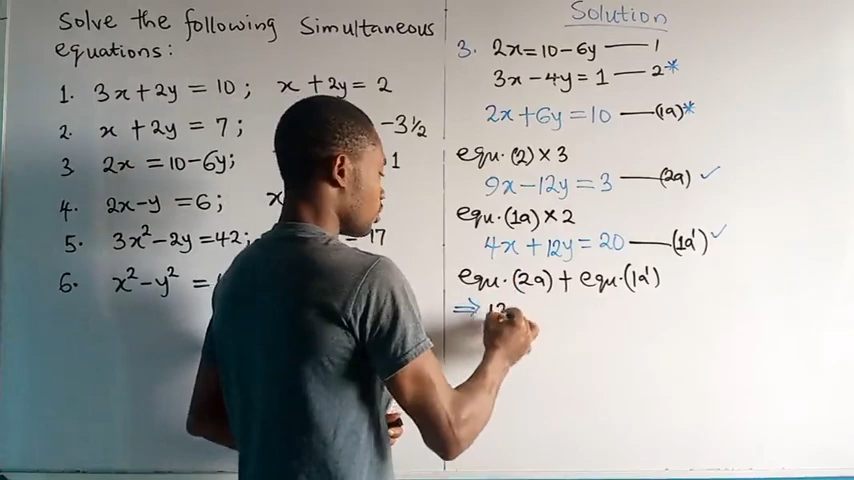 Solve the following Simultaneous
equations:
1. 3x+2y = 10 ; x + 2y = 2
2. x + 2y = 7 ; -3½
3 2x = 10-6y; 1
4. 2x-y = 6 ; x
5. 3x²-2y =42; = 17
6. x²-y² =
Solution
3. 2x=10-6y — 1
3x-4y= 1 — 2*
2x+6y = 10 —(1a)*
equ.(2)×3
9x-12y = 3 —(2a) ✓
equ.(1a)×2
4x+12y = 20 —(1a') ✓
equ.(2a)+equ.(1a')
⇒ 13